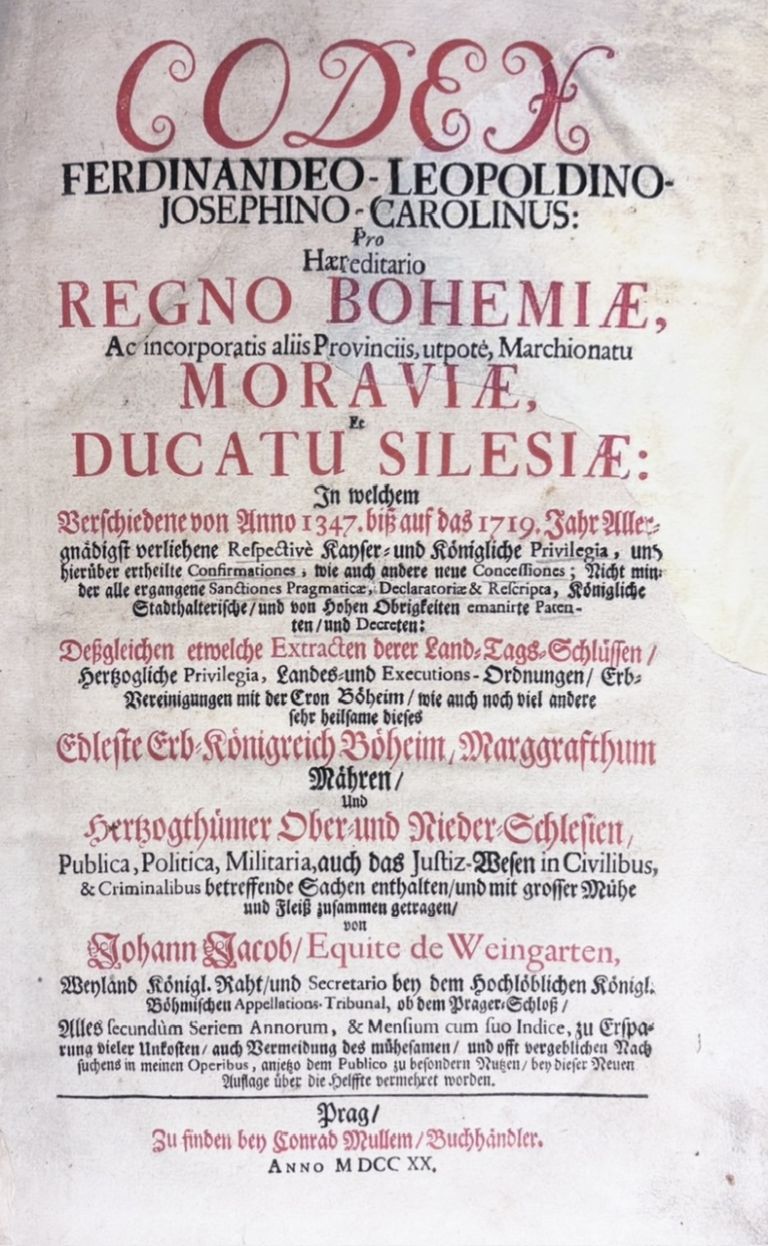 CODEX
FERDINANDEO-LEOPOLDINO-
JOSEPHINO-CAROLINUS:
Pro
Hæreditario
REGNO BOHEMIÆ,
Ac incorporatis aliis Provinciis, utpotè, Marchionatu
MORAVIÆ,
Et
DUCATU SILESIÆ:
In welchem
Verschiedene von Anno 1347. biß auf das 1719. Jahr Aller-
gnädigst verliehene Respectivè Kayser- und Königliche Privilegia, und
hierüber ertheilte Confirmationes, wie auch andere neue Concessiones; Nicht min-
der alle ergangene Sanctiones Pragmaticæ, Declaratoriæ & Rescripta, Königliche
Stadthalterische/ und von Hohen Obrigkeiten emanirte Paten-
ten/ und Decreten:
Deßgleichen etwelche Extracten derer Land-Tags-Schlüssen/
Hertzogliche Privilegia, Landes- und Executions-Ordnungen/ Erb-
Vereinigungen mit der Cron Böheim/ wie auch noch viel andere
sehr heilsame dieses
Edleste Erb-Königreich Böheim/ Marggrafthum
Mähren/
Und
Hertzogthümer Ober- und Nieder-Schlesien/
Publica, Politica, Militaria, auch das Justiz-Wesen in Civilibus,
& Criminalibus betreffende Sachen enthalten/ und mit grosser Mühe
und Fleiß zusammen getragen/
von
Johann Jacob/ Equite de Weingarten,
Weyland Königl. Raht/ und Secretario bey dem Hochlöblichen Königl.
Böhmischen Appellations-Tribunal, ob dem Prager-Schloß/
Alles secundùm Seriem Annorum, & Mensium cum suo Indice, zu Erspa-
rung vieler Unkosten/ auch Vermeidung des mühesamen/ und offt vergeblichen Nach
suchens in meinen Operibus, anjetzo dem Publico zu besondern Nutzen/ bey dieser Neuen
Auflage über die Helffte vermehret worden.
Prag/
Zu finden bey Conrad Mullem/ Buchhändler.
ANNO MDCC XX.